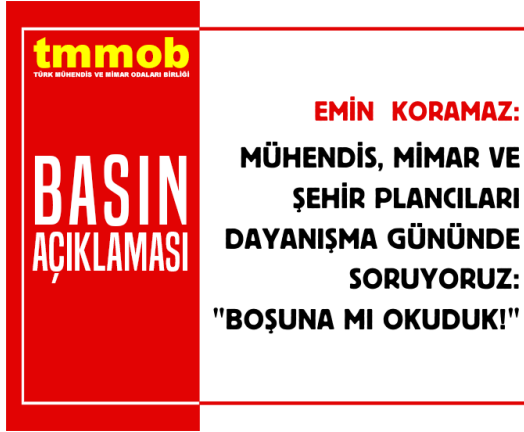 tmmob
TÜRK MÜHENDİS VE MİMAR ODALARI BİRLİĞİ
BASIN
AÇIKLAMASI
EMİN KORAMAZ:
MÜHENDİS, MİMAR VE
ŞEHİR PLANCILARI
DAYANIŞMA GÜNÜNDE
SORUYORUZ:
"BOŞUNA MI OKUDUK!"